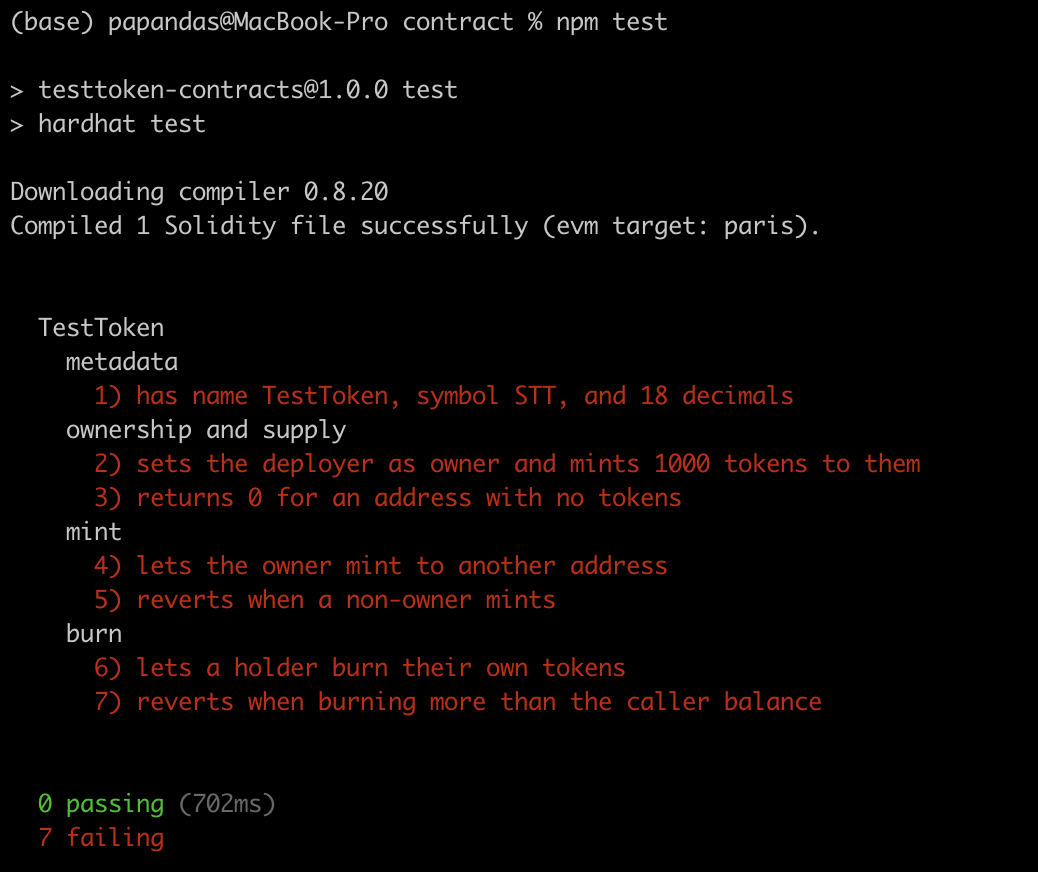 (base) papandas@MacBook-Pro contract % npm test
> testtoken-contracts@1.0.0 test
> hardhat test
Downloading compiler 0.8.20
Compiled 1 Solidity file successfully (evm target: paris).
TestToken
metadata
1) has name TestToken, symbol STT, and 18 decimals
ownership and supply
2) sets the deployer as owner and mints 1000 tokens to them
3) returns 0 for an address with no tokens
mint
4) lets the owner mint to another address
5) reverts when a non-owner mints
burn
6) lets a holder burn their own tokens
7) reverts when burning more than the caller balance
0 passing (702ms)
7 failing